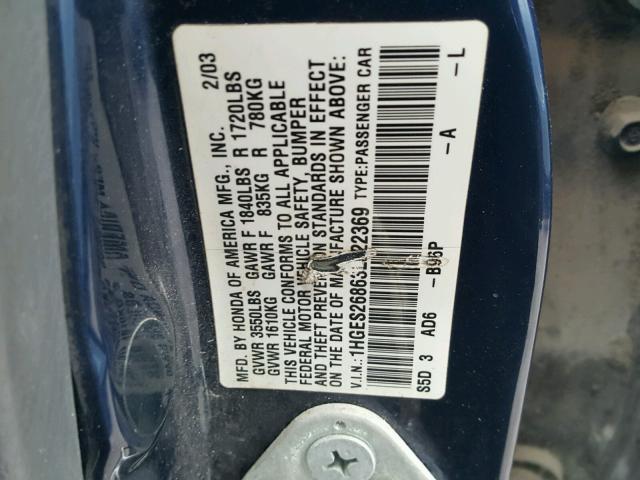 MFD. BY HONDA OF AMERICA MFG., INC. 2/03
GVWR 3550LBS GAWR F 1840LBS R 1720LBS
GVWR 1610KG GAWR F 835KG R 780KG
THIS VEHICLE CONFORMS TO ALL APPLICABLE
FEDERAL MOTOR VEHICLE SAFETY, BUMPER
AND THEFT PREVENTION STANDARDS IN EFFECT
ON THE DATE OF MANUFACTURE SHOWN ABOVE:
V.I.N.: TYPE:PASSENGER CAR
S5D 3 AD6 -B96P -A -L